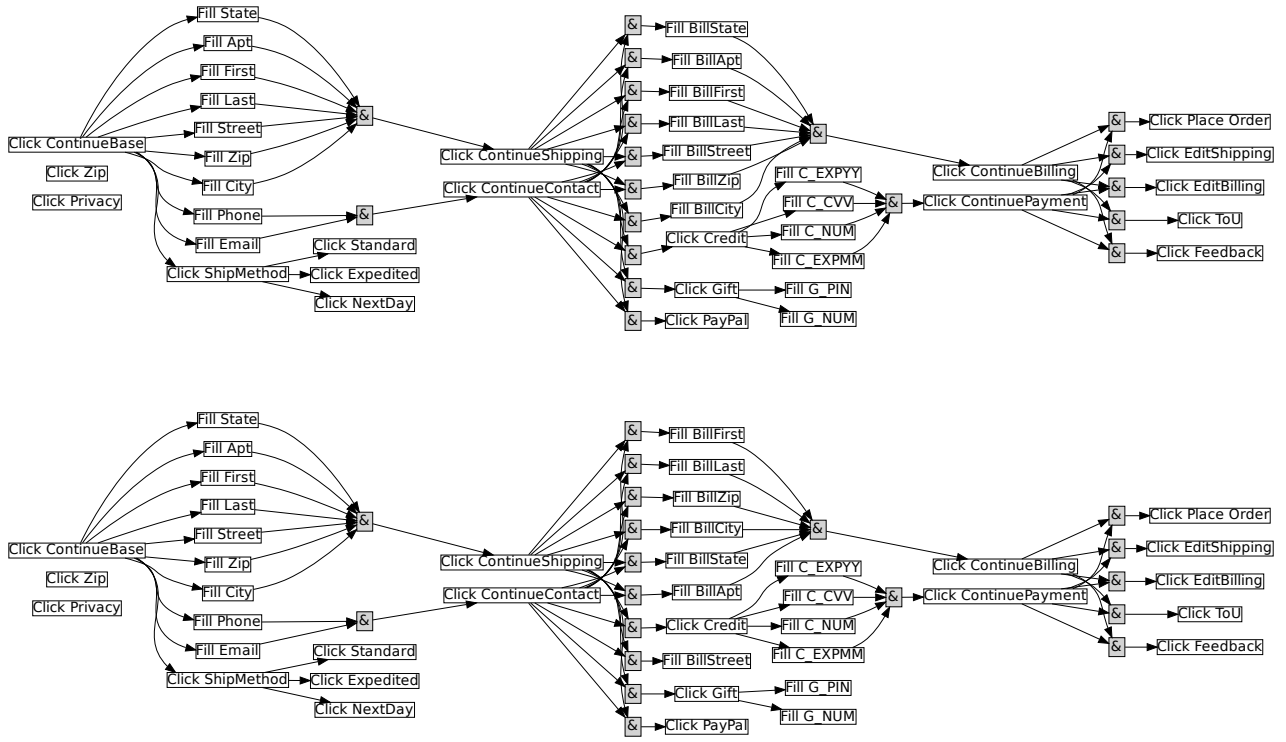 Fill State
Fill Apt
Fill First
Fill Last
Fill Street
Click ContinueBase
Fill Zip
Click Zip
Fill City
Click Privacy
Fill Phone
Fill Email
Click Standard
Click ShipMethod
Click Expedited
Click NextDay
&
&
Click ContinueShipping
Click ContinueContact
&
&
&
&
&
&
&
&
&
&
Fill BillState
Fill BillApt
Fill BillFirst
Fill BillLast
Fill BillStreet
Fill BillZip
Fill BillCity
Click Credit
Click Gift
Click PayPal
&
Fill C_EXPYY
Fill C_CVV
Fill C_NUM
Fill C_EXPMM
Fill G_PIN
Fill G_NUM
&
Click ContinueBilling
Click ContinuePayment
&
&
&
&
&
Click Place Order
Click EditShipping
Click EditBilling
Click ToU
Click Feedback
Fill State
Fill Apt
Fill First
Fill Last
Fill Street
Click ContinueBase
Fill Zip
Click Zip
Fill City
Click Privacy
Fill Phone
Fill Email
Click Standard
Click ShipMethod
Click Expedited
Click NextDay
&
&
Click ContinueShipping
Click ContinueContact
&
&
&
&
&
&
&
&
&
&
Fill BillFirst
Fill BillLast
Fill BillZip
Fill BillCity
Fill BillState
Fill BillApt
Click Credit
Fill BillStreet
Click Gift
Click PayPal
&
Fill C_EXPYY
Fill C_CVV
Fill C_NUM
Fill C_EXPMM
Fill G_PIN
Fill G_NUM
&
Click ContinueBilling
Click ContinuePayment
&
&
&
&
&
Click Place Order
Click EditShipping
Click EditBilling
Click ToU
Click Feedback